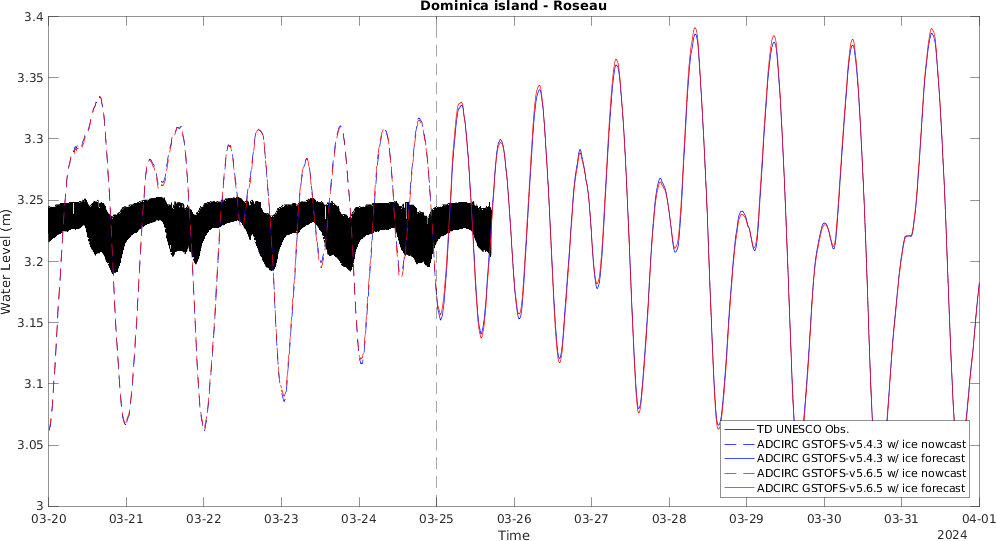 Dominica island - Roseau
Water Level (m)
3.4
3.35
3.3
3.25
3.2
3.15
3.1
3.05
3
TD UNESCO Obs.
ADCIRC GSTOFS-v5.4.3 w/ ice nowcast
ADCIRC GSTOFS-v5.4.3 w/ ice forecast
ADCIRC GSTOFS-v5.6.5 w/ ice nowcast
ADCIRC GSTOFS-v5.6.5 w/ ice forecast
03-20 03-21 03-22 03-23 03-24 03-25 03-26 03-27 03-28 03-29 03-30 03-31 04-01
Time
2024